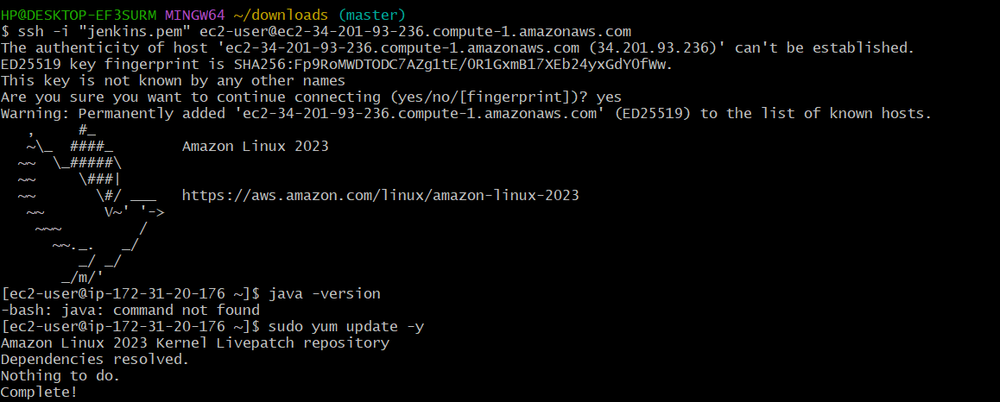 HP@DESKTOP-EF3SURM MINGW64 ~/downloads (master)
$ ssh -i "jenkins.pem" ec2-user@ec2-34-201-93-236.compute-1.amazonaws.com
The authenticity of host 'ec2-34-201-93-236.compute-1.amazonaws.com (34.201.93.236)' can't be established.
ED25519 key fingerprint is SHA256:Fp9RoMWDTODC7AZg1tE/0R1GxmB17XEb24yxGdY0fWw.
This key is not known by any other names
Are you sure you want to continue connecting (yes/no/[fingerprint])? yes
Warning: Permanently added 'ec2-34-201-93-236.compute-1.amazonaws.com' (ED25519) to the list of known hosts.
   ,     #_
   ~\_  ####_        Amazon Linux 2023
  ~~  \_#####\
  ~~     \###|
  ~~       \#/ ___   https://aws.amazon.com/linux/amazon-linux-2023
   ~~       V~' '->
    ~~~         /
      ~~._.   _/
         _/ _/
       _/m/'
[ec2-user@ip-172-31-20-176 ~]$ java -version
-bash: java: command not found
[ec2-user@ip-172-31-20-176 ~]$ sudo yum update -y
Amazon Linux 2023 Kernel Livepatch repository
Dependencies resolved.
Nothing to do.
Complete!